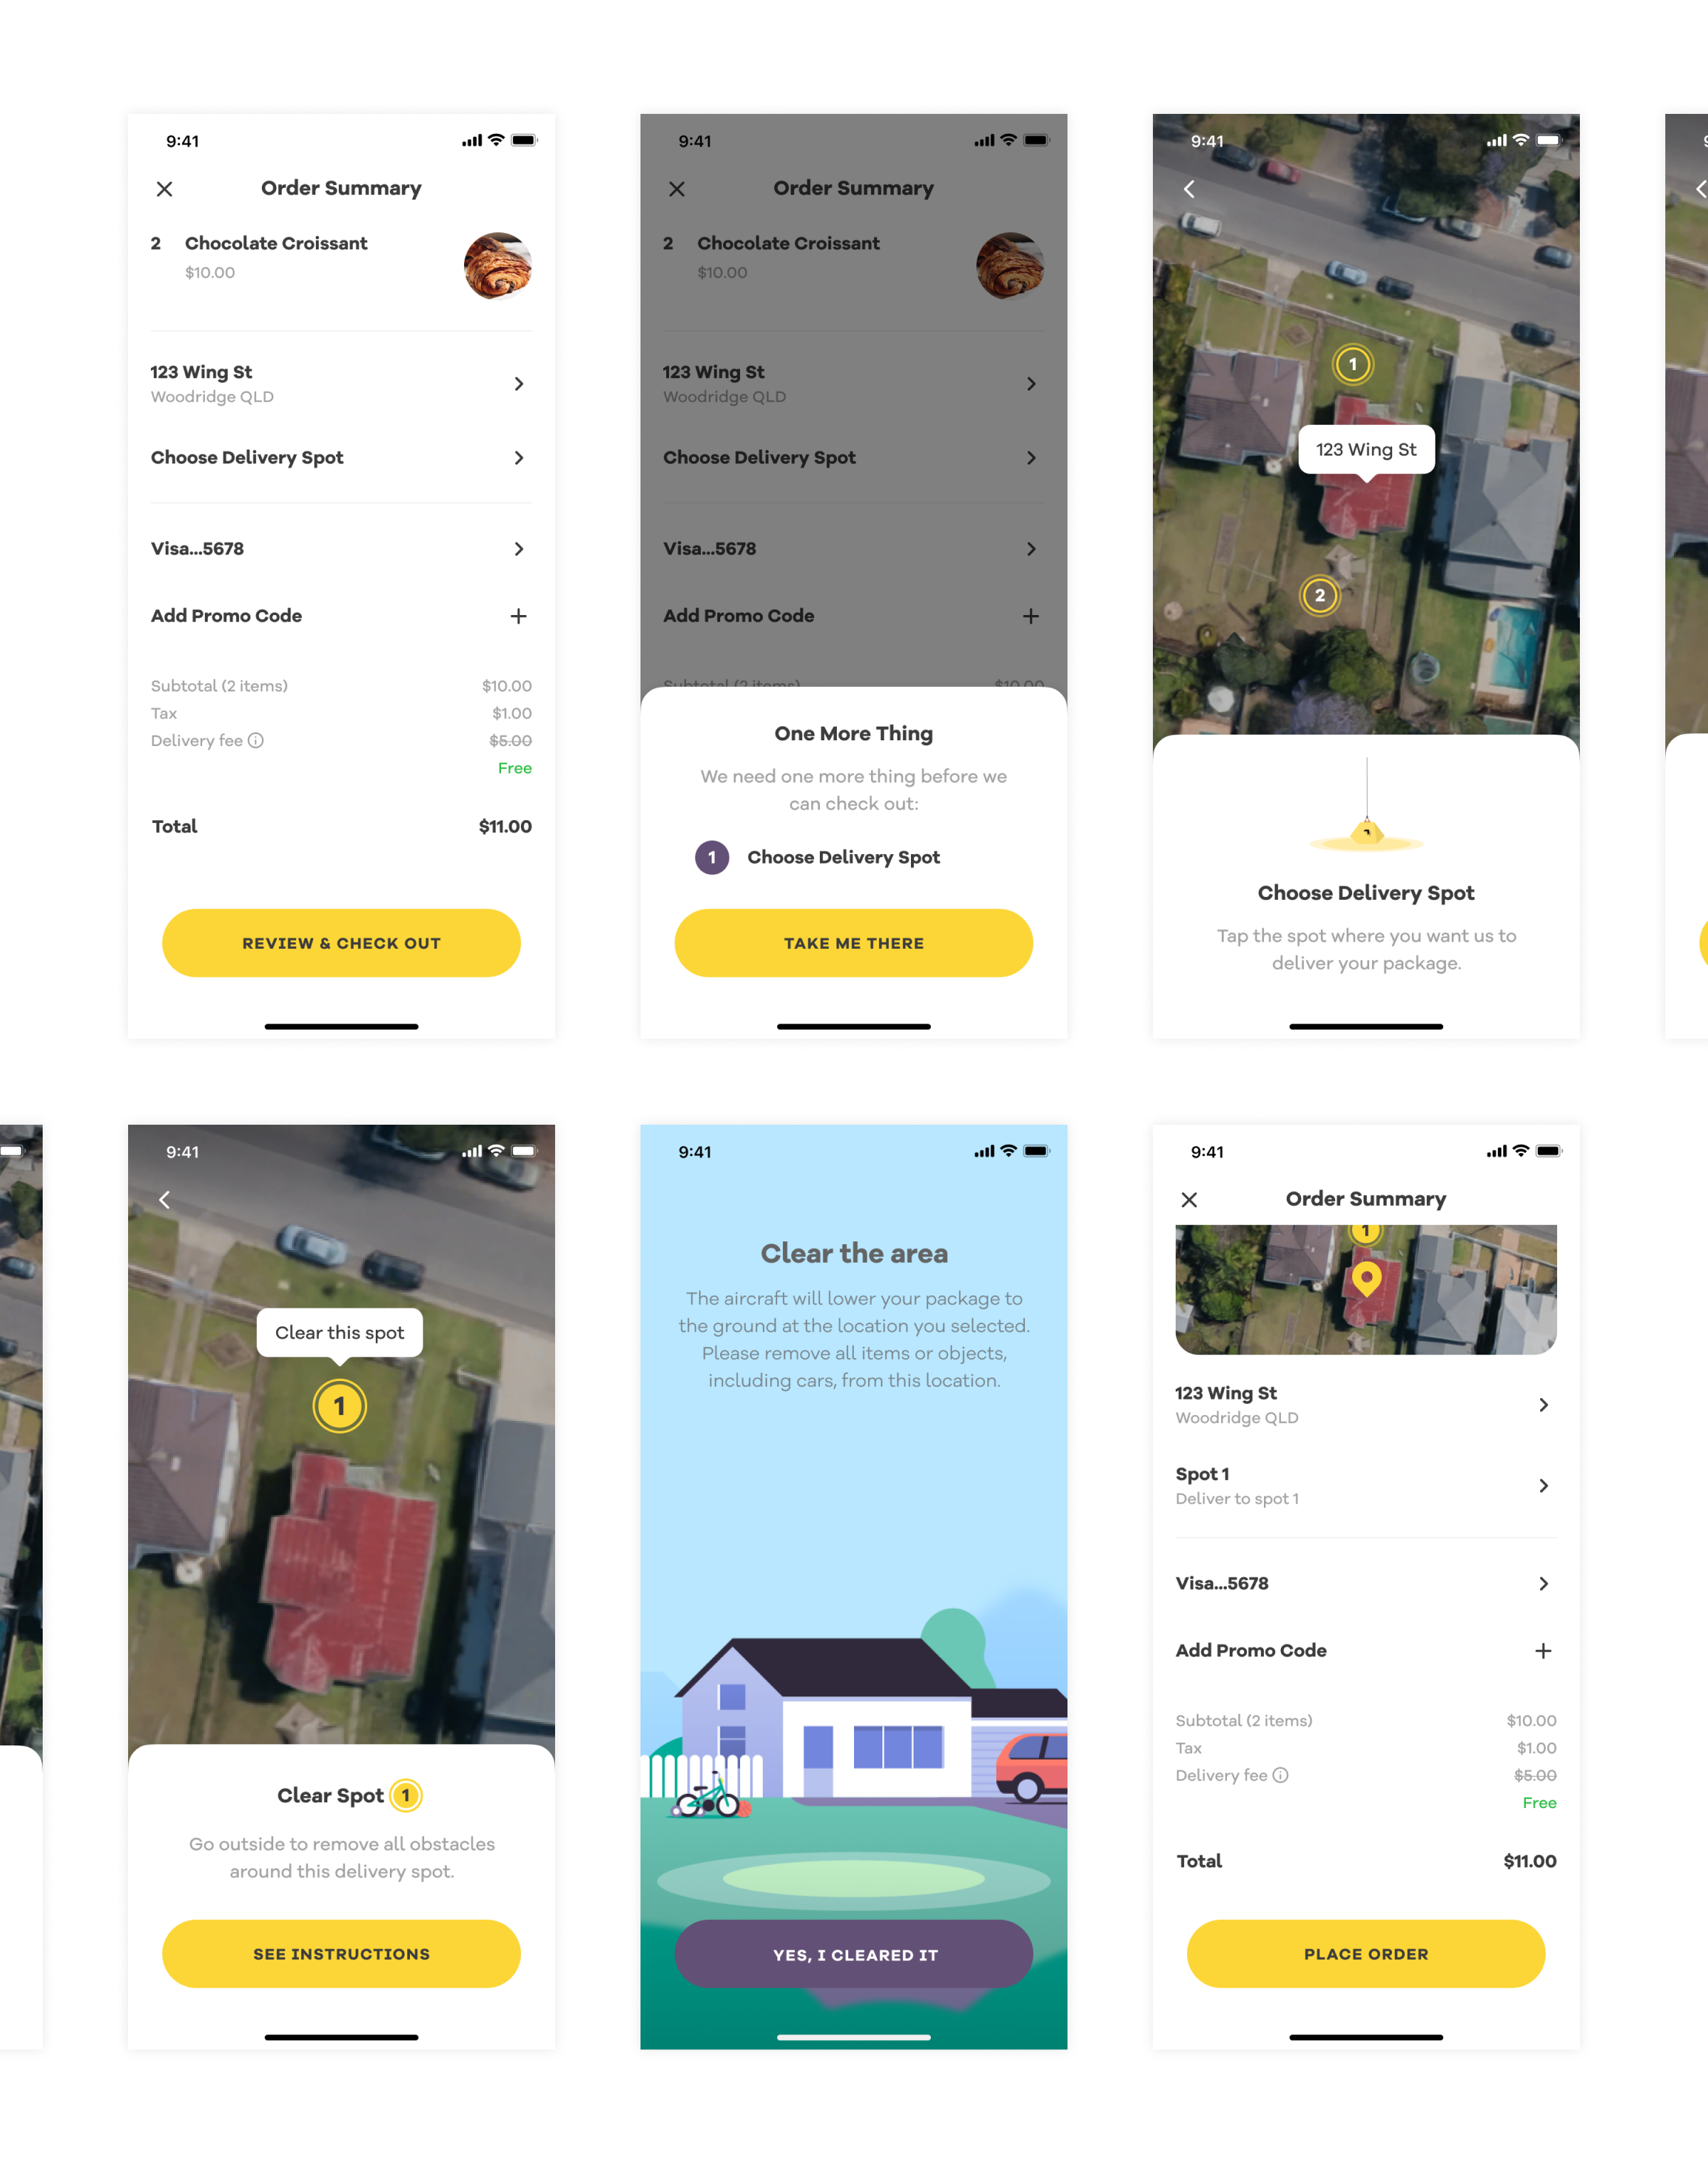 9:41
Order Summary
2 Chocolate Croissant
$10.00
123 Wing St
Woodridge QLD
Choose Delivery Spot
Visa...5678
Add Promo Code
Subtotal (2 items) $10.00
Tax $1.00
Delivery fee $5.00
Free
Total $11.00
REVIEW & CHECK OUT
9:41
Order Summary
2 Chocolate Croissant
$10.00
123 Wing St
Woodridge QLD
Choose Delivery Spot
Visa...5678
Add Promo Code
Subtotal (2 items) $10.00
One More Thing
We need one more thing before we
can check out:
1 Choose Delivery Spot
TAKE ME THERE
9:41
1
123 Wing St
2
Choose Delivery Spot
Tap the spot where you want us to
deliver your package.
9:41
Clear this spot
1
Clear Spot 1
Go outside to remove all obstacles
around this delivery spot.
SEE INSTRUCTIONS
9:41
Clear the area
The aircraft will lower your package to
the ground at the location you selected.
Please remove all items or objects,
including cars, from this location.
YES, I CLEARED IT
9:41
Order Summary
1
123 Wing St
Woodridge QLD
Spot 1
Deliver to spot 1
Visa...5678
Add Promo Code
Subtotal (2 items) $10.00
Tax $1.00
Delivery fee $5.00
Free
Total $11.00
PLACE ORDER